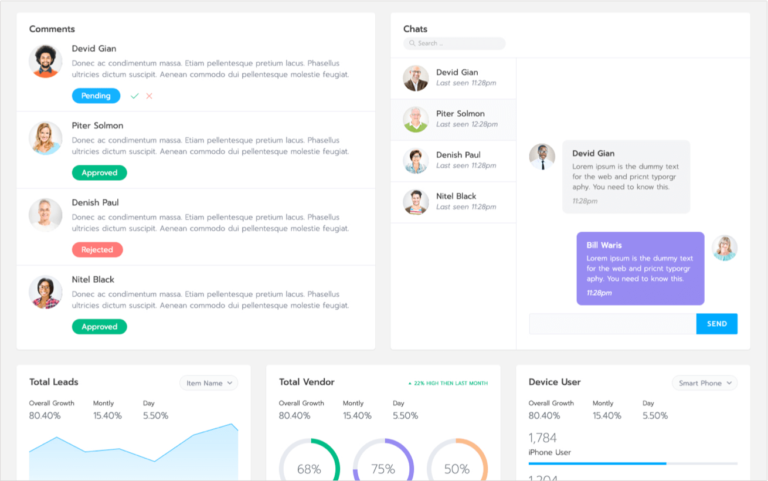 Comments
Devid Gian
Donec ac condimentum massa. Etiam pellentesque pretium lacus. Phasellus
ultricies dictum suscipit. Aenean commodo dui pellentesque molestie feugiat.
Pending
Piter Solmon
Donec ac condimentum massa. Etiam pellentesque pretium lacus. Phasellus
ultricies dictum suscipit. Aenean commodo dui pellentesque molestie feugiat.
Approved
Denish Paul
Donec ac condimentum massa. Etiam pellentesque pretium lacus. Phasellus
ultricies dictum suscipit. Aenean commodo dui pellentesque molestie feugiat.
Rejected
Nitel Black
Donec ac condimentum massa. Etiam pellentesque pretium lacus. Phasellus
ultricies dictum suscipit. Aenean commodo dui pellentesque molestie feugiat.
Approved
Chats
Search ...
Devid Gian
Last seen 11:28pm
Piter Solmon
Last seen 12:28pm
Denish Paul
Last seen 11:28pm
Nitel Black
Last seen 11:28pm
Devid Gian
Lorem ipsum is the dummy text
for the web and pricnt typorgr
aphy. You need to know this.
11:28pm
Bill Waris
Lorem ipsum is the dummy text
for the web and pricnt typorgr
aphy. You need to know this.
11:28pm
SEND
Total Leads
Item Name
Overall Growth Montly Day
80.40% 15.40% 5.50%
Total Vendor
22% HIGH THEN LAST MONTH
Overall Growth Montly Day
80.40% 15.40% 5.50%
68% 75% 50%
Device User
Smart Phone
Overall Growth Montly Day
80.40% 15.40% 5.50%
1,784
iPhone User